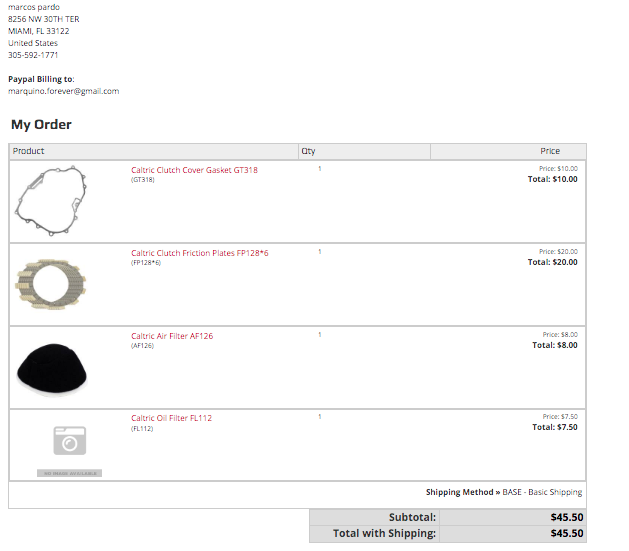 marcos pardo
8256 NW 30TH TER
MIAMI, FL 33122
United States
305-592-1771
Paypal Billing to:
marquino.forever@gmail.com
My Order
Product Qty Price
Caltric Clutch Cover Gasket GT318 1 Price: $10.00
(GT318) Total: $10.00
Caltric Clutch Friction Plates FP128*6 1 Price: $20.00
(FP128*6) Total: $20.00
Caltric Air Filter AF126 1 Price: $8.00
(AF126) Total: $8.00
Caltric Oil Filter FL112 1 Price: $7.50
(FL112) Total: $7.50
NO IMAGE AVAILABLE
Shipping Method » BASE - Basic Shipping
Subtotal: $45.50
Total with Shipping: $45.50